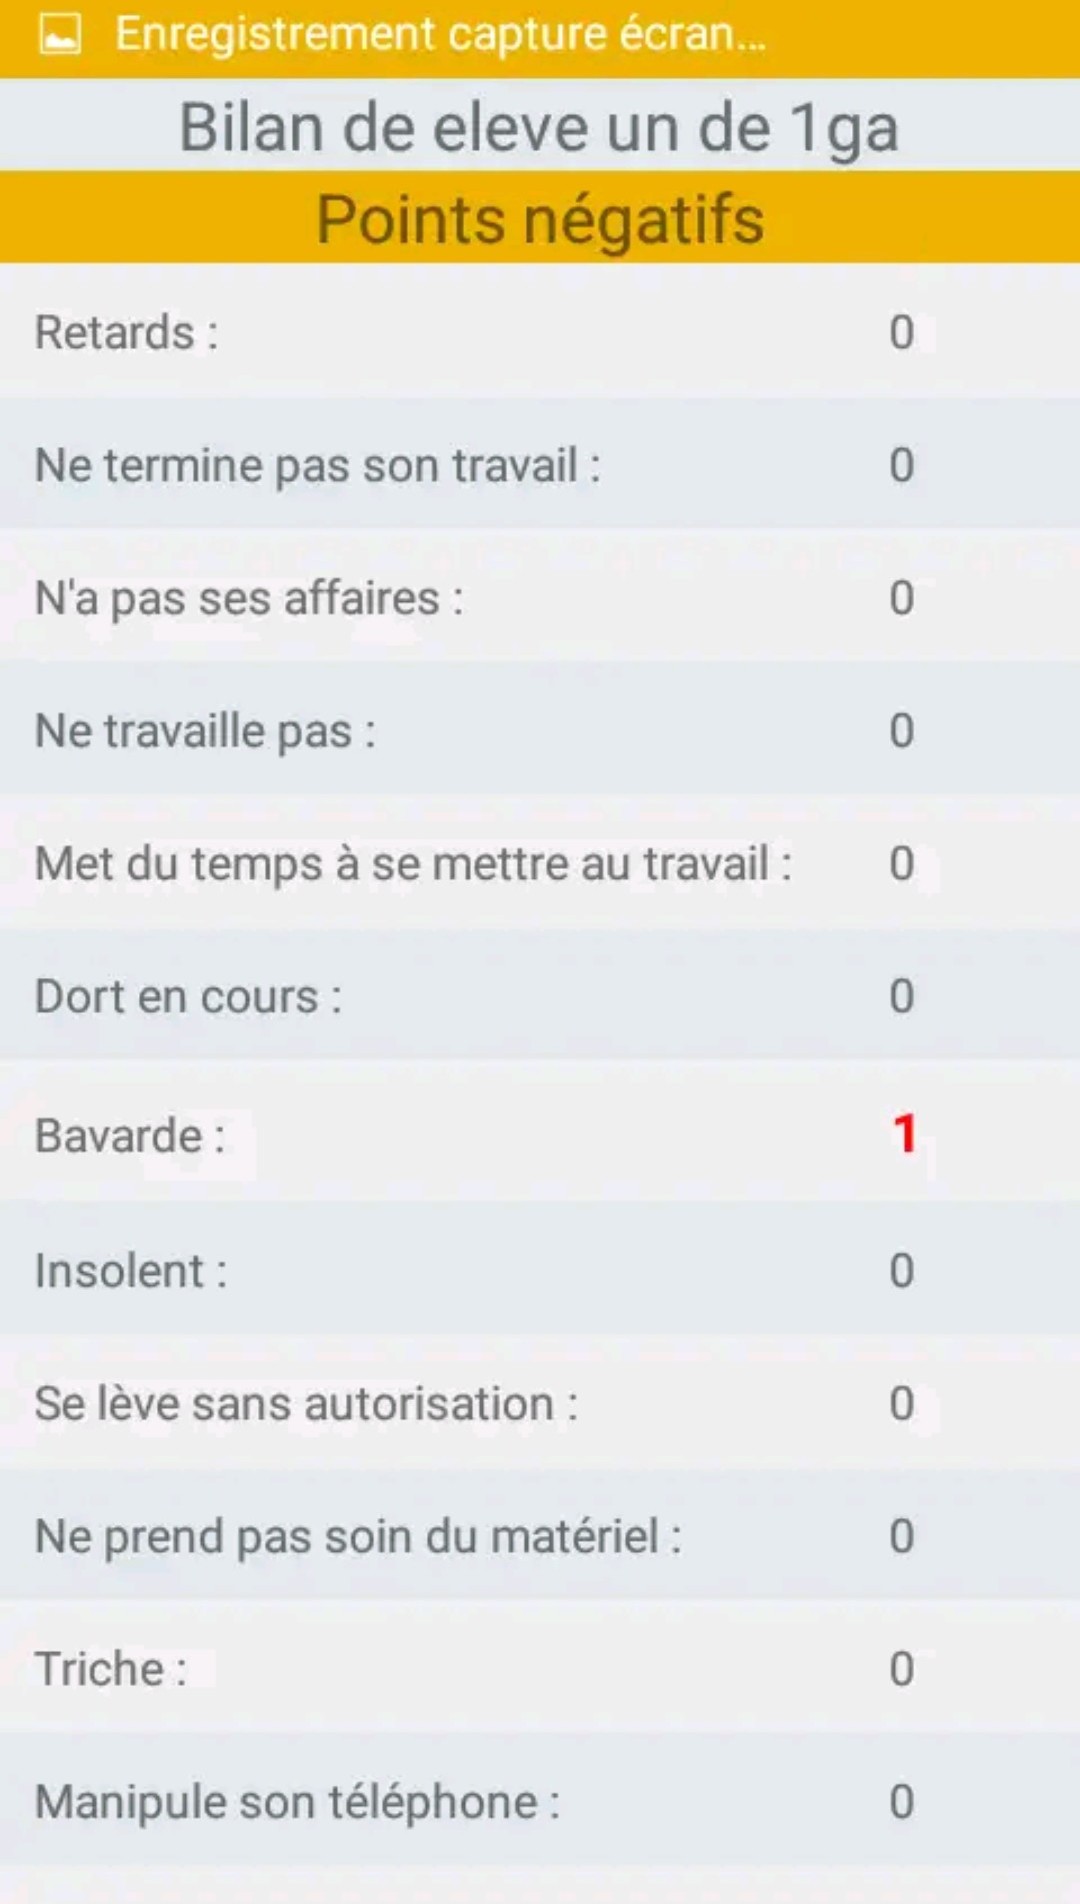 Enregistrement capture écran...
Bilan de eleve un de 1ga
Points négatifs
Retards : 0
Ne termine pas son travail : 0
N'a pas ses affaires : 0
Ne travaille pas : 0
Met du temps à se mettre au travail : 0
Dort en cours : 0
Bavarde : 1
Insolent : 0
Se lève sans autorisation : 0
Ne prend pas soin du matériel : 0
Triche : 0
Manipule son téléphone : 0